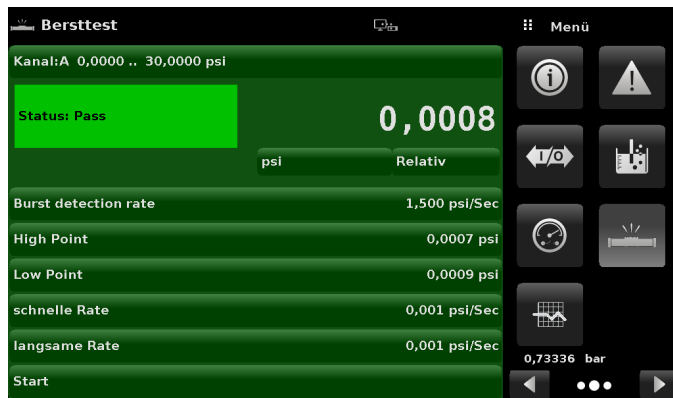 Bersttest
Menü
Kanal:A 0,0000 .. 30,0000 psi
Status: Pass
0,0008
psi
Relativ
Burst detection rate 1,500 psi/Sec
High Point 0,0007 psi
Low Point 0,0009 psi
schnelle Rate 0,001 psi/Sec
langsame Rate 0,001 psi/Sec
Start
I/O
0,73336 bar